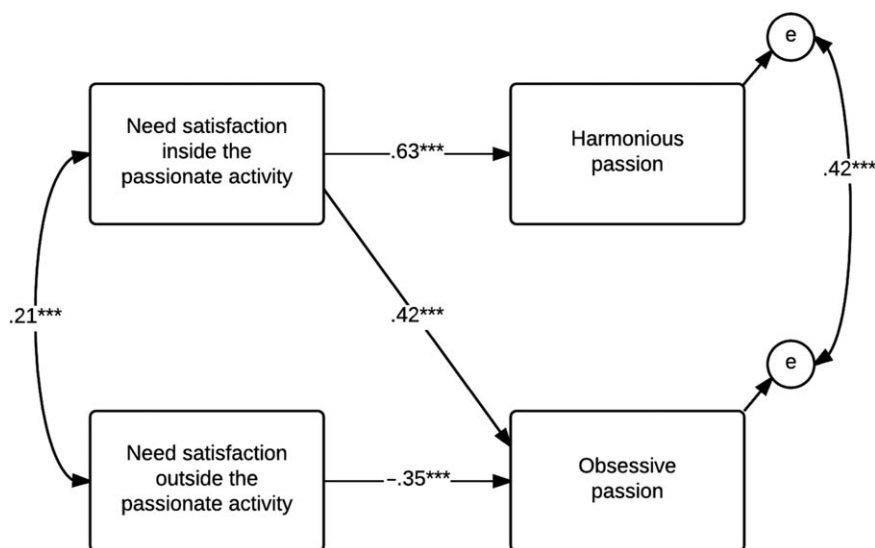 e
Need satisfaction
inside the
passionate activity
.63***
Harmonious
passion
.42***
.21***
.42***
e
Need satisfaction
outside the
passionate activity
−.35***
Obsessive
passion